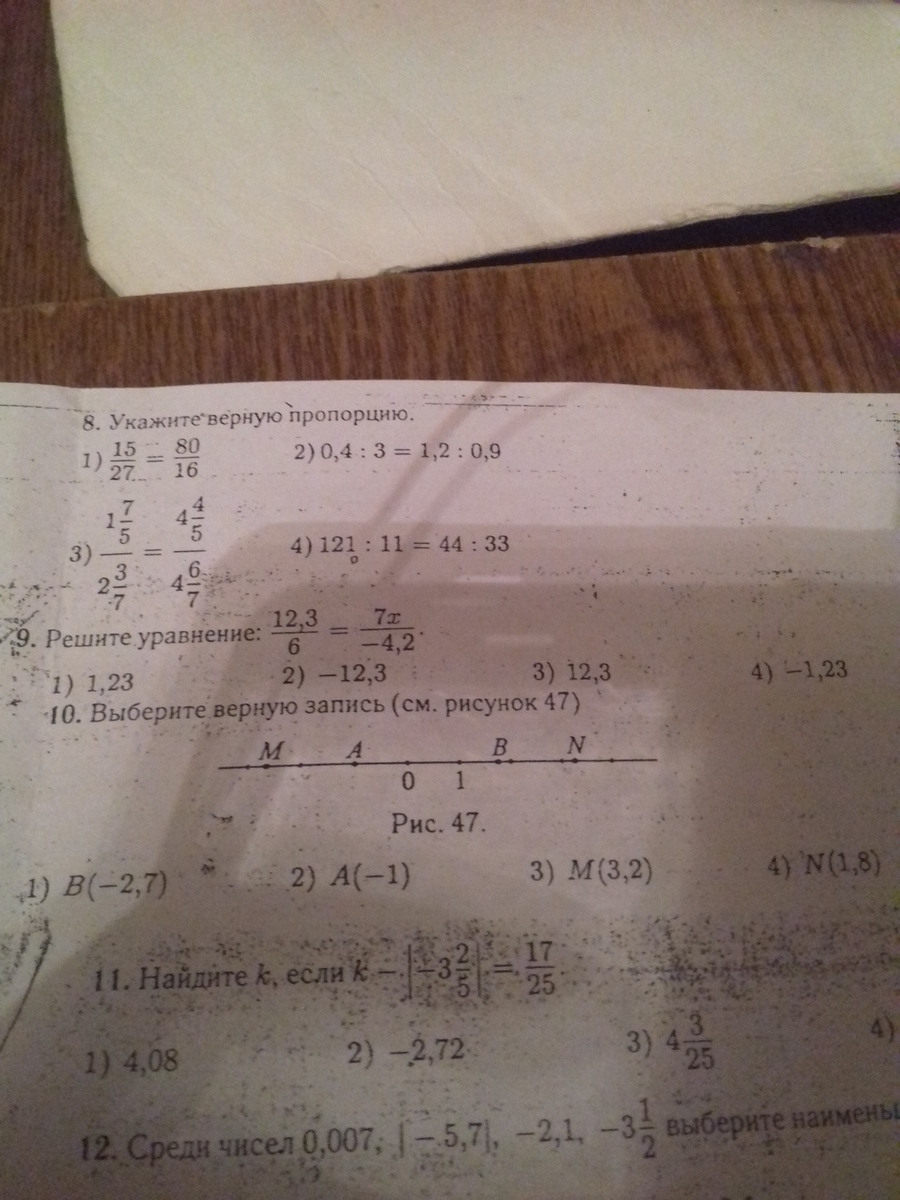 8. Укажите верную пропорцию.
1) 15/27 = 80/16 2) 0,4 : 3 = 1,2 : 0,9
3) 1 7/5 / 2 3/7 = 4 4/5 / 4 6/7 4) 121 : 11 = 44 : 33
9. Решите уравнение: 12,3/6 = 7x/−4,2.
1) 1,23 2) −12,3 3) 12,3 4) −1,23
10. Выберите верную запись (см. рисунок 47)
M A B N
0 1
Рис. 47.
1) B(−2,7) 2) A(−1) 3) M(3,2) 4) N(1,8)
11. Найдите k, если k − |−3 2/5| = 17/25.
1) 4,08 2) −2,72 3) 4 3/25 4)
12. Среди чисел 0,007, |−5,7|, −2,1, −3 1/2 выберите